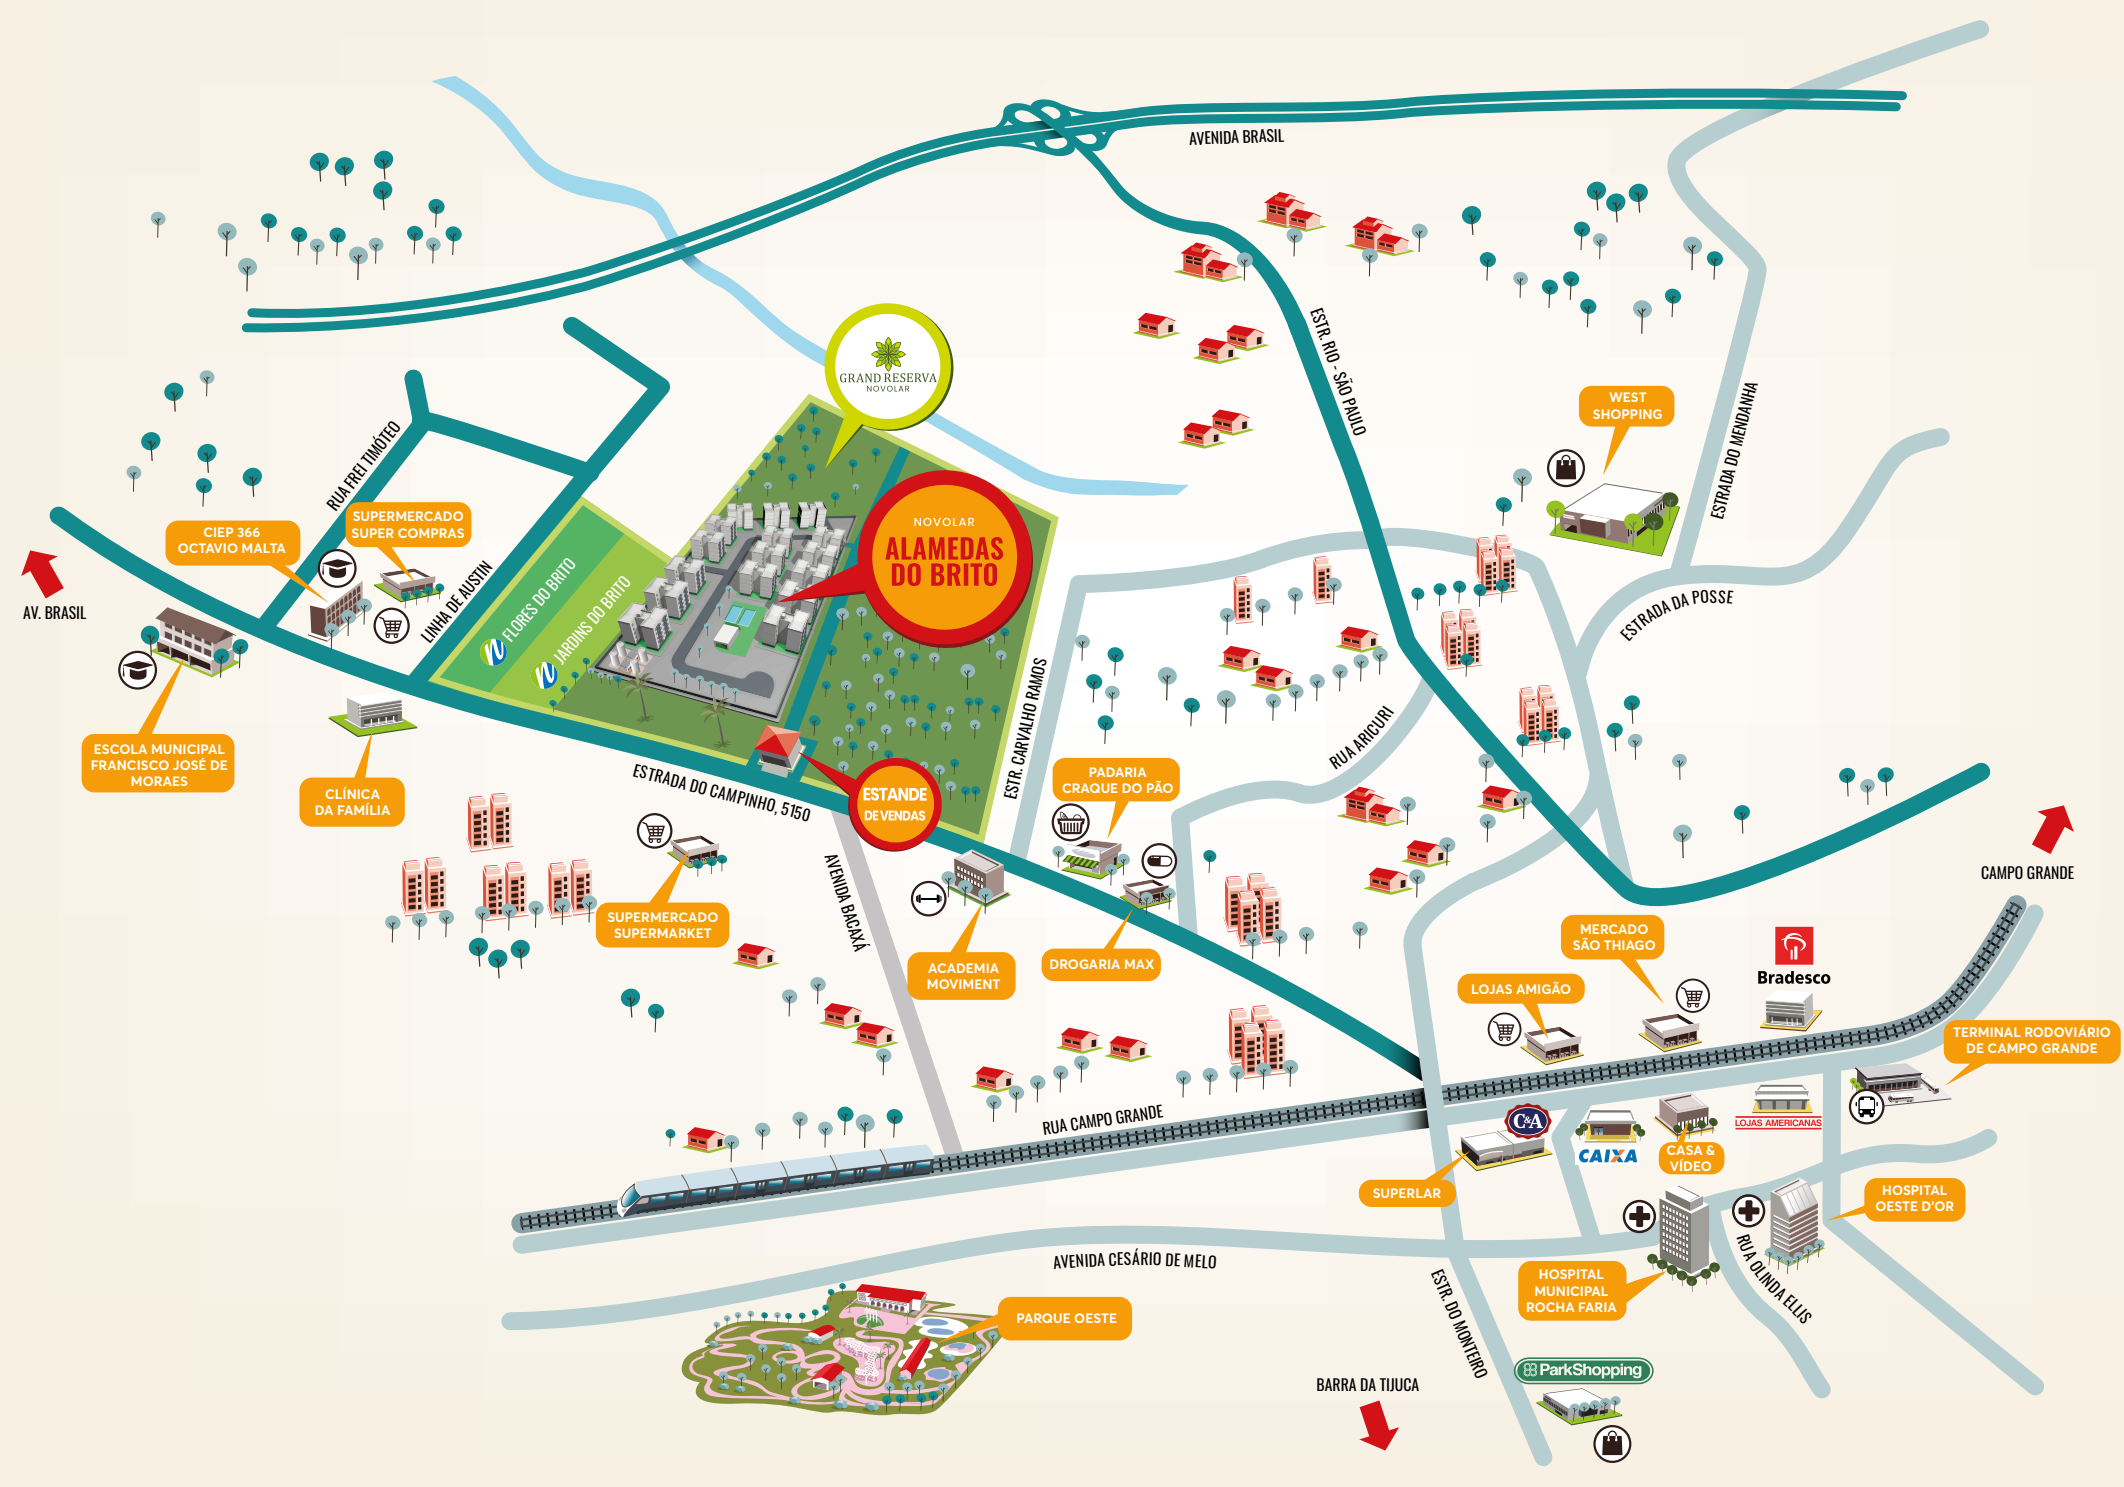 AVENIDA BRASIL
GRAND RESERVA
NOVOLAR
ESTR. RIO - SÃO PAULO
WEST
SHOPPING
ESTRADA DO MENDANHA
RUA FREI TIMÓTEO
SUPERMERCADO
SUPER COMPRAS
CIEP 366
OCTAVIO MALTA
NOVOLAR
ALAMEDAS
DO BRITO
LINHA DE AUSTIN
FLORES DO BRITO
JARDINS DO BRITO
AV. BRASIL
ESTRADA DA POSSE
ESTR. CARVALHO RAMOS
RUA ARICURI
ESCOLA MUNICIPAL
FRANCISCO JOSÉ DE
MORAES
CLÍNICA
DA FAMÍLIA
ESTRADA DO CAMPINHO, 5150
ESTANDE
DE VENDAS
PADARIA
CRAQUE DO PÃO
CAMPO GRANDE
AVENIDA BACAXÁ
SUPERMERCADO
SUPERMARKET
ACADEMIA
MOVIMENT
DROGARIA MAX
MERCADO
SÃO THIAGO
Bradesco
LOJAS AMIGÃO
TERMINAL RODOVIÁRIO
DE CAMPO GRANDE
RUA CAMPO GRANDE
C&A
LOJAS AMERICANAS
CAIXA
CASA &
VÍDEO
SUPERLAR
HOSPITAL
OESTE D'OR
AVENIDA CESÁRIO DE MELO
HOSPITAL
MUNICIPAL
ROCHA FARIA
RUA OLINDA ELLIS
ESTR. DO MONTEIRO
PARQUE OESTE
ParkShopping
BARRA DA TIJUCA